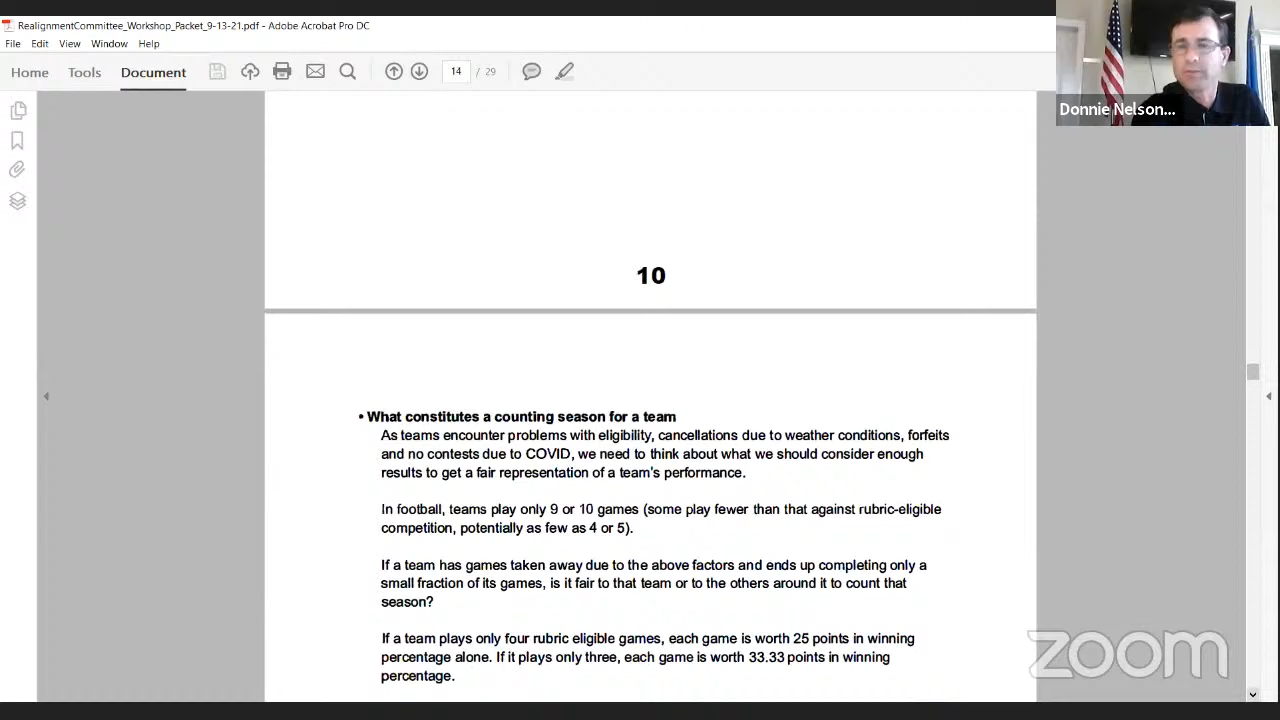 RealignmentCommittee_Workshop_Packet_9-13-21.pdf - Adobe Acrobat Pro DC
File Edit View Window Help
Home Tools Document 14 / 29
Donnie Nelson...
10
• What constitutes a counting season for a team
As teams encounter problems with eligibility, cancellations due to weather conditions, forfeits
and no contests due to COVID, we need to think about what we should consider enough
results to get a fair representation of a team's performance.
In football, teams play only 9 or 10 games (some play fewer than that against rubric-eligible
competition, potentially as few as 4 or 5).
If a team has games taken away due to the above factors and ends up completing only a
small fraction of its games, is it fair to that team or to the others around it to count that
season?
If a team plays only four rubric eligible games, each game is worth 25 points in winning
percentage alone. If it plays only three, each game is worth 33.33 points in winning
percentage.
zoom